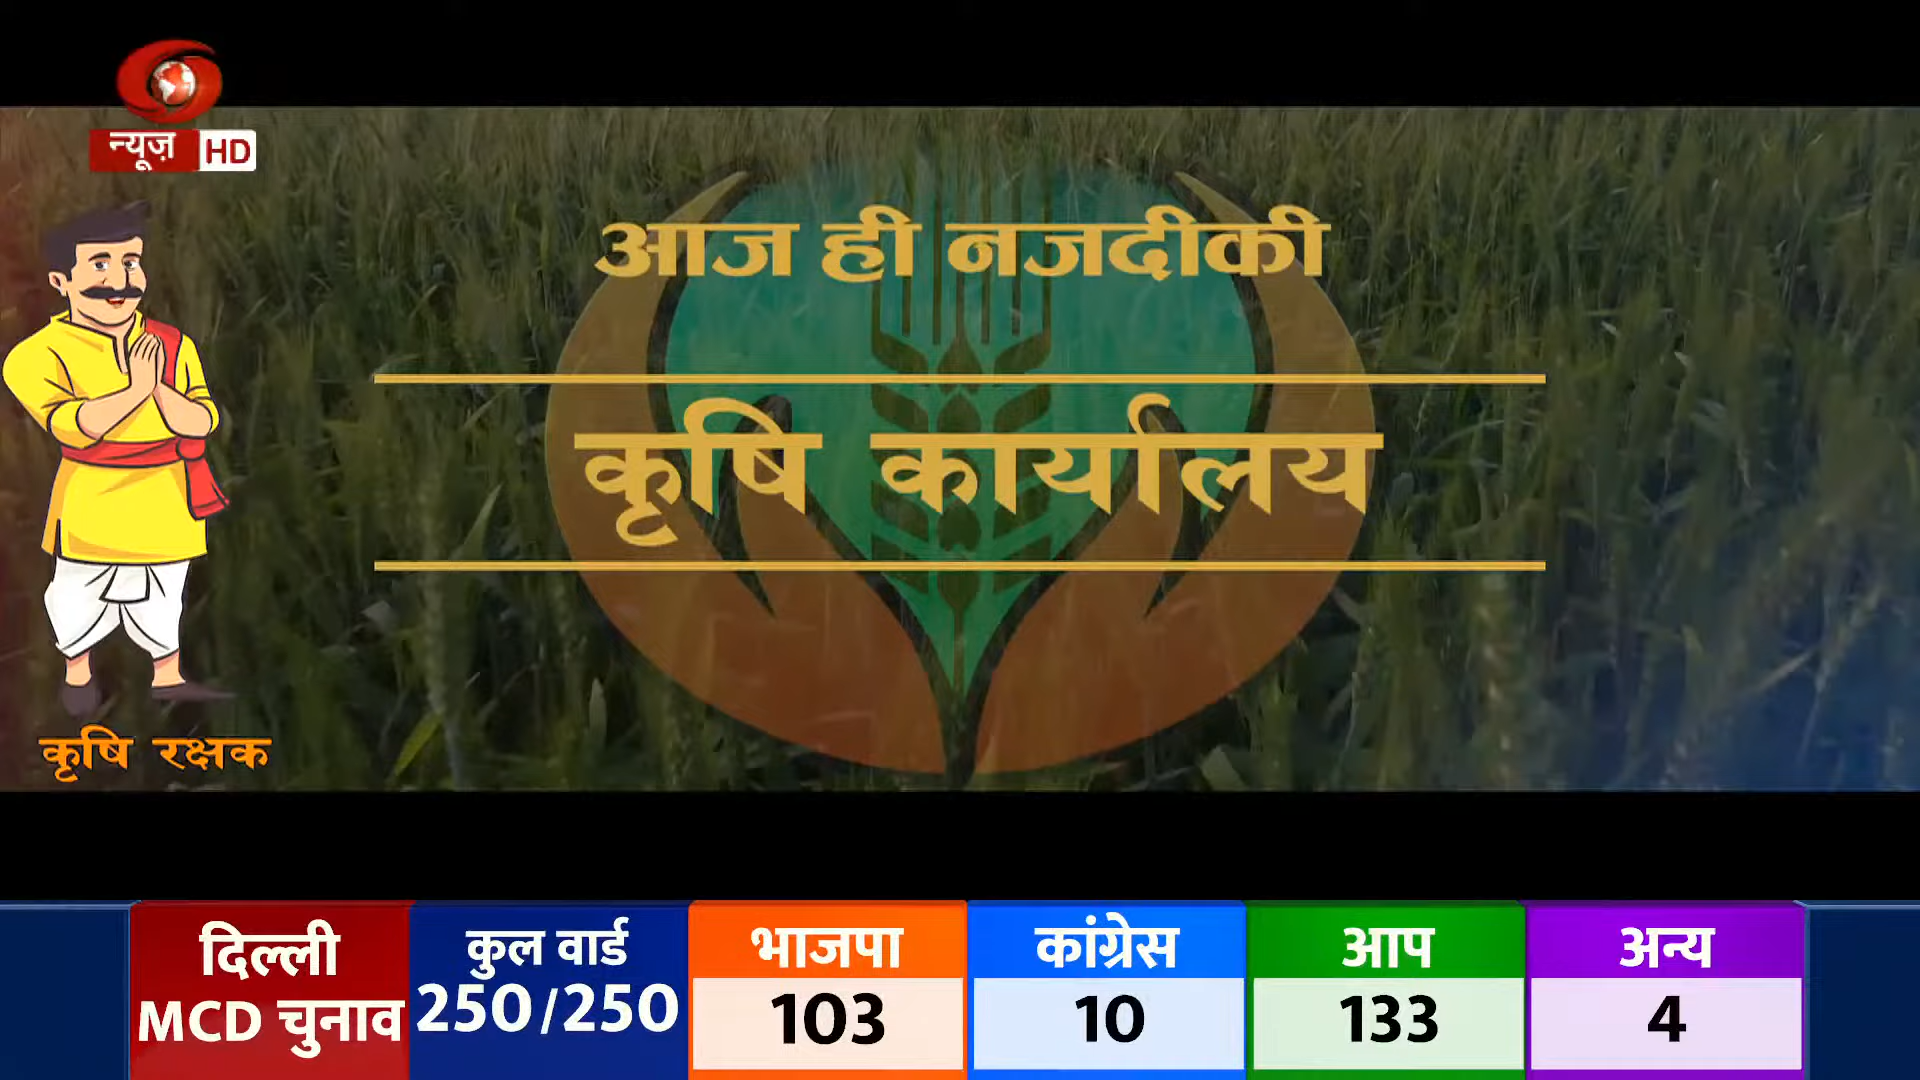 न्यूज़ HD
आज ही नजदीकी
कृषि कार्यालय
कृषि रक्षक
दिल्ली
MCD चुनाव
कुल वार्ड
250/250
भाजपा
103
कांग्रेस
10
आप
133
अन्य
4